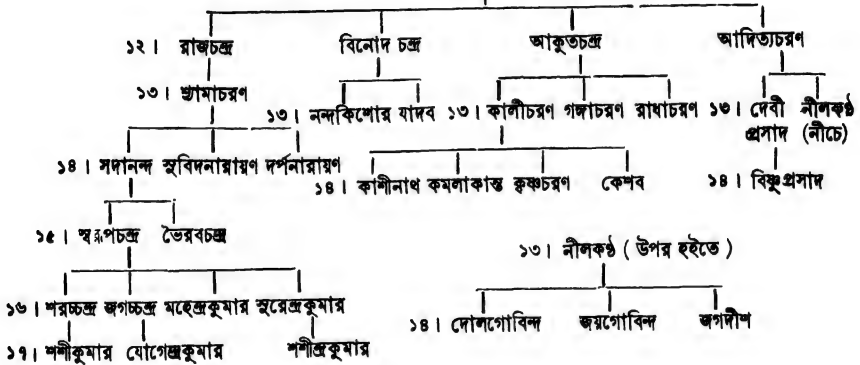 ১২। রাজচন্দ্র বিনোদ চন্দ্র আকূতচন্দ্র আদিত্যচরণ
১৩। শ্যামাচরণ
১৩। নন্দকিশোর যাদব ১৩। কালীচরণ গঙ্গাচরণ রাধাচরণ ১৩। দেবী নীলকণ্ঠ
প্রসাদ (নীচে)
১৪। সদানন্দ সুবিদনারায়ণ দর্পনারায়ণ
১৪। কাশীনাথ কমলাকান্ত কৃষ্ণচরণ কেশব ১৪। বিষ্ণুপ্রসাদ
১৫। স্বরূপচন্দ্র ভৈরবচন্দ্র
১৩। নীলকণ্ঠ ( উপর হইতে )
১৬। শরচ্চন্দ্র জগচ্চন্দ্র মহেন্দ্রকুমার সুরেন্দ্রকুমার
১৪। দোলগোবিন্দ জয়গোবিন্দ জগদীশ
১৭। শশীকুমার যোগেন্দ্রকুমার শশীন্দ্রকুমার